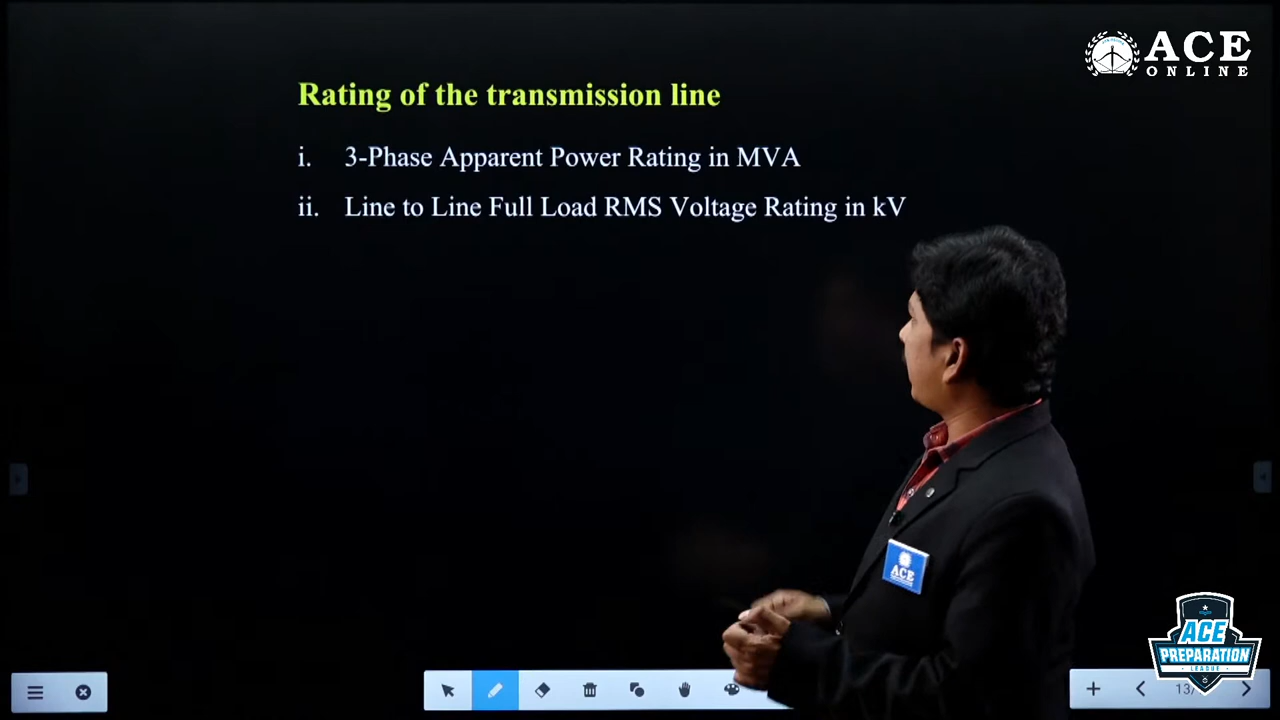 ACE
ONLINE
Rating of the transmission line
i. 3-Phase Apparent Power Rating in MVA
ii. Line to Line Full Load RMS Voltage Rating in kV
ACE
ACE
PREPARATION
LEAGUE
13/